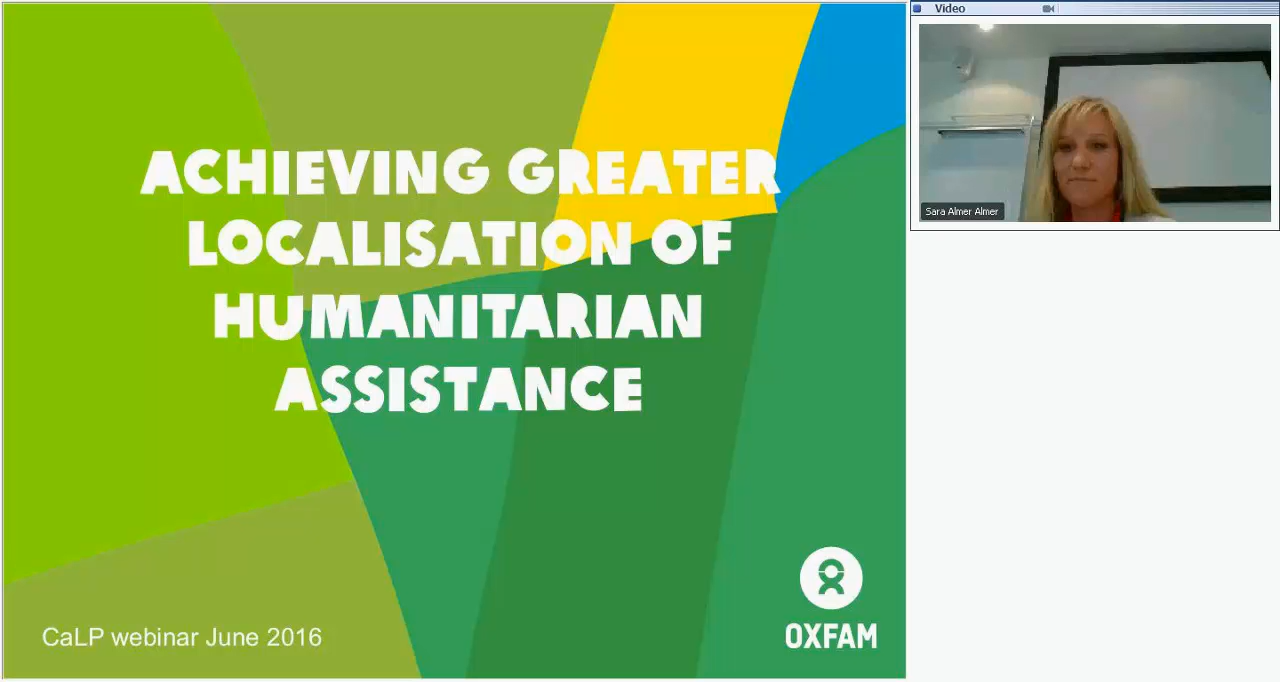 ACHIEVING GREATER
LOCALISATION OF
HUMANITARIAN
ASSISTANCE
CaLP webinar June 2016
OXFAM
Video
Sara Almer Almer